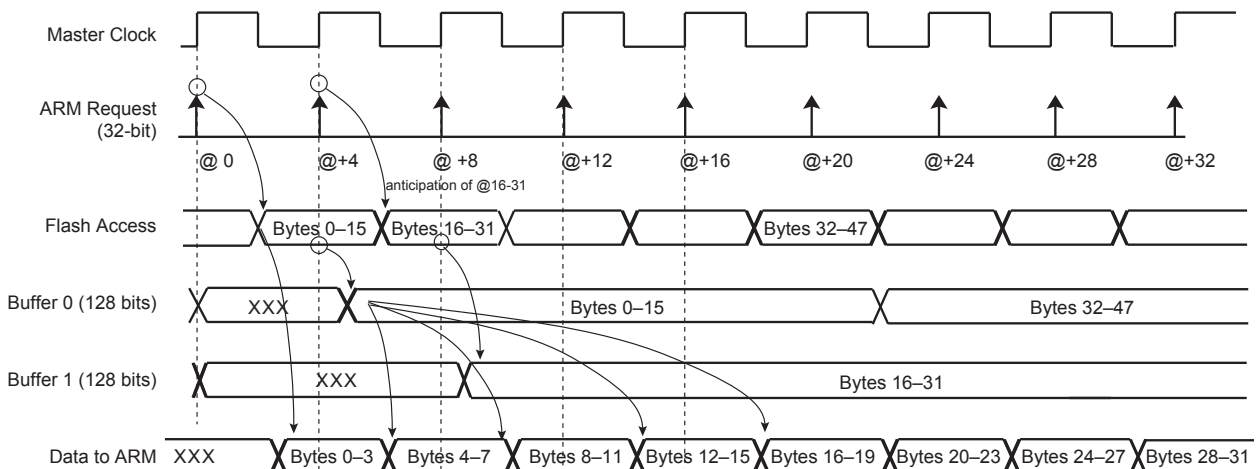 Master Clock
ARM Request
(32-bit)
@ 0 @+4 @ +8 @+12 @+16 @+20 @+24 @+28 @+32
anticipation of @16-31
Flash Access Bytes 0–15 Bytes 16–31 Bytes 32–47
Buffer 0 (128 bits) XXX Bytes 0–15 Bytes 32–47
Buffer 1 (128 bits) XXX Bytes 16–31
Data to ARM XXX Bytes 0–3 Bytes 4–7 Bytes 8–11 Bytes 12–15 Bytes 16–19 Bytes 20–23 Bytes 24–27 Bytes 28–31